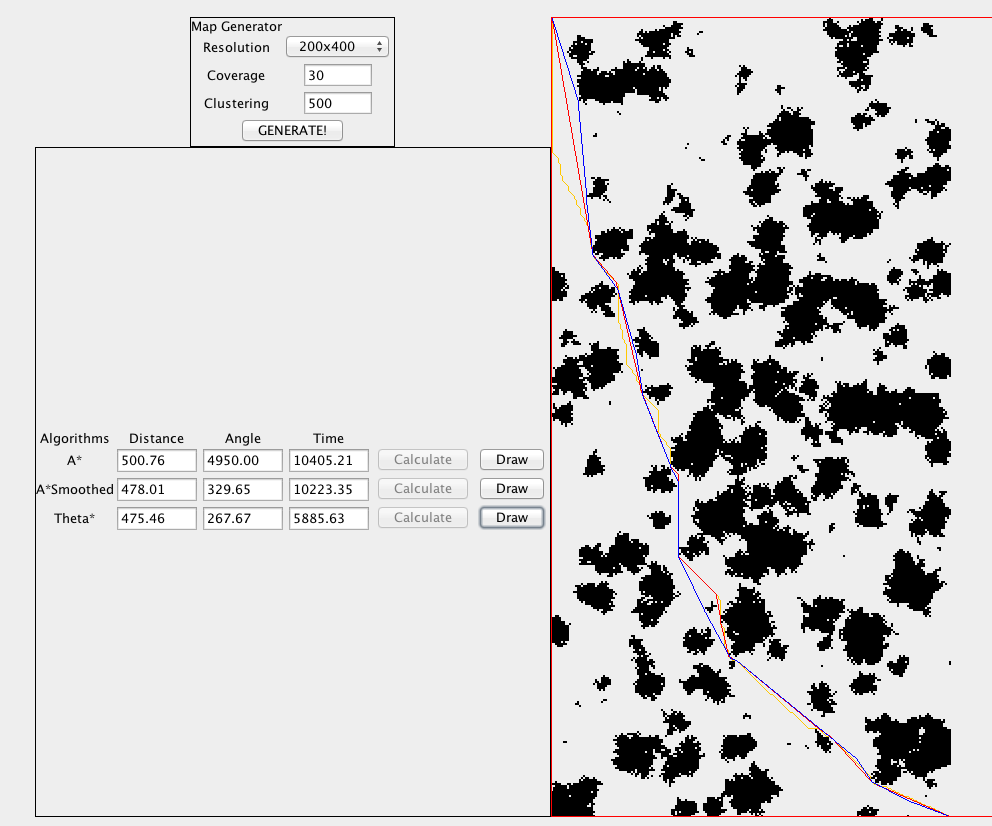 Map Generator
Resolution 200x400
Coverage 30
Clustering 500
GENERATE!
Algorithms Distance Angle Time
A* 500.76 4950.00 10405.21 Calculate Draw
A*Smoothed 478.01 329.65 10223.35 Calculate Draw
Theta* 475.46 267.67 5885.63 Calculate Draw